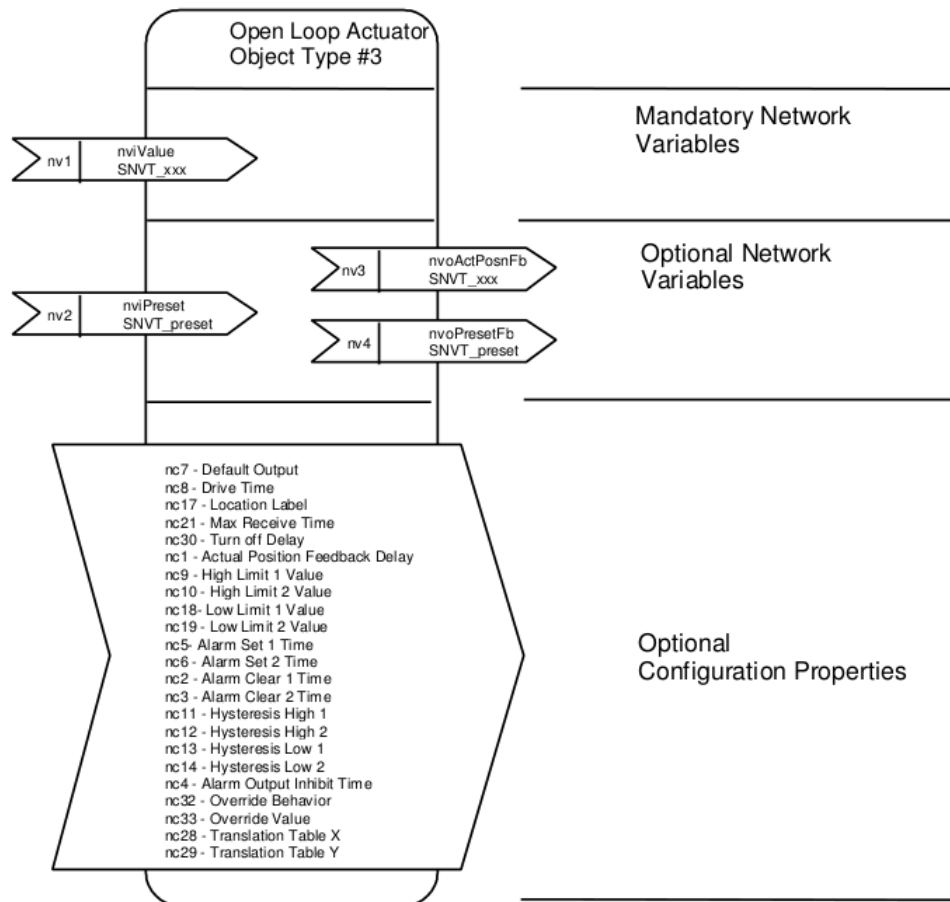 Open Loop Actuator
Object Type #3
Mandatory Network
Variables
nv1
nviValue
SNVT_xxx
Optional Network
Variables
nv3
nvoActPosnFb
SNVT_xxx
nv2
nviPreset
SNVT_preset
nv4
nvoPresetFb
SNVT_preset
nc7 - Default Output
nc8 - Drive Time
nc17 - Location Label
nc21 - Max Receive Time
nc30 - Turn off Delay
nc1 - Actual Position Feedback Delay
nc9 - High Limit 1 Value
nc10 - High Limit 2 Value
nc18- Low Limit 1 Value
nc19 - Low Limit 2 Value
nc5- Alarm Set 1 Time
nc6 - Alarm Set 2 Time
nc2 - Alarm Clear 1 Time
nc3 - Alarm Clear 2 Time
nc11 - Hysteresis High 1
nc12 - Hysteresis High 2
nc13 - Hysteresis Low 1
nc14 - Hysteresis Low 2
nc4 - Alarm Output Inhibit Time
nc32 - Override Behavior
nc33 - Override Value
nc28 - Translation Table X
nc29 - Translation Table Y
Optional
Configuration Properties